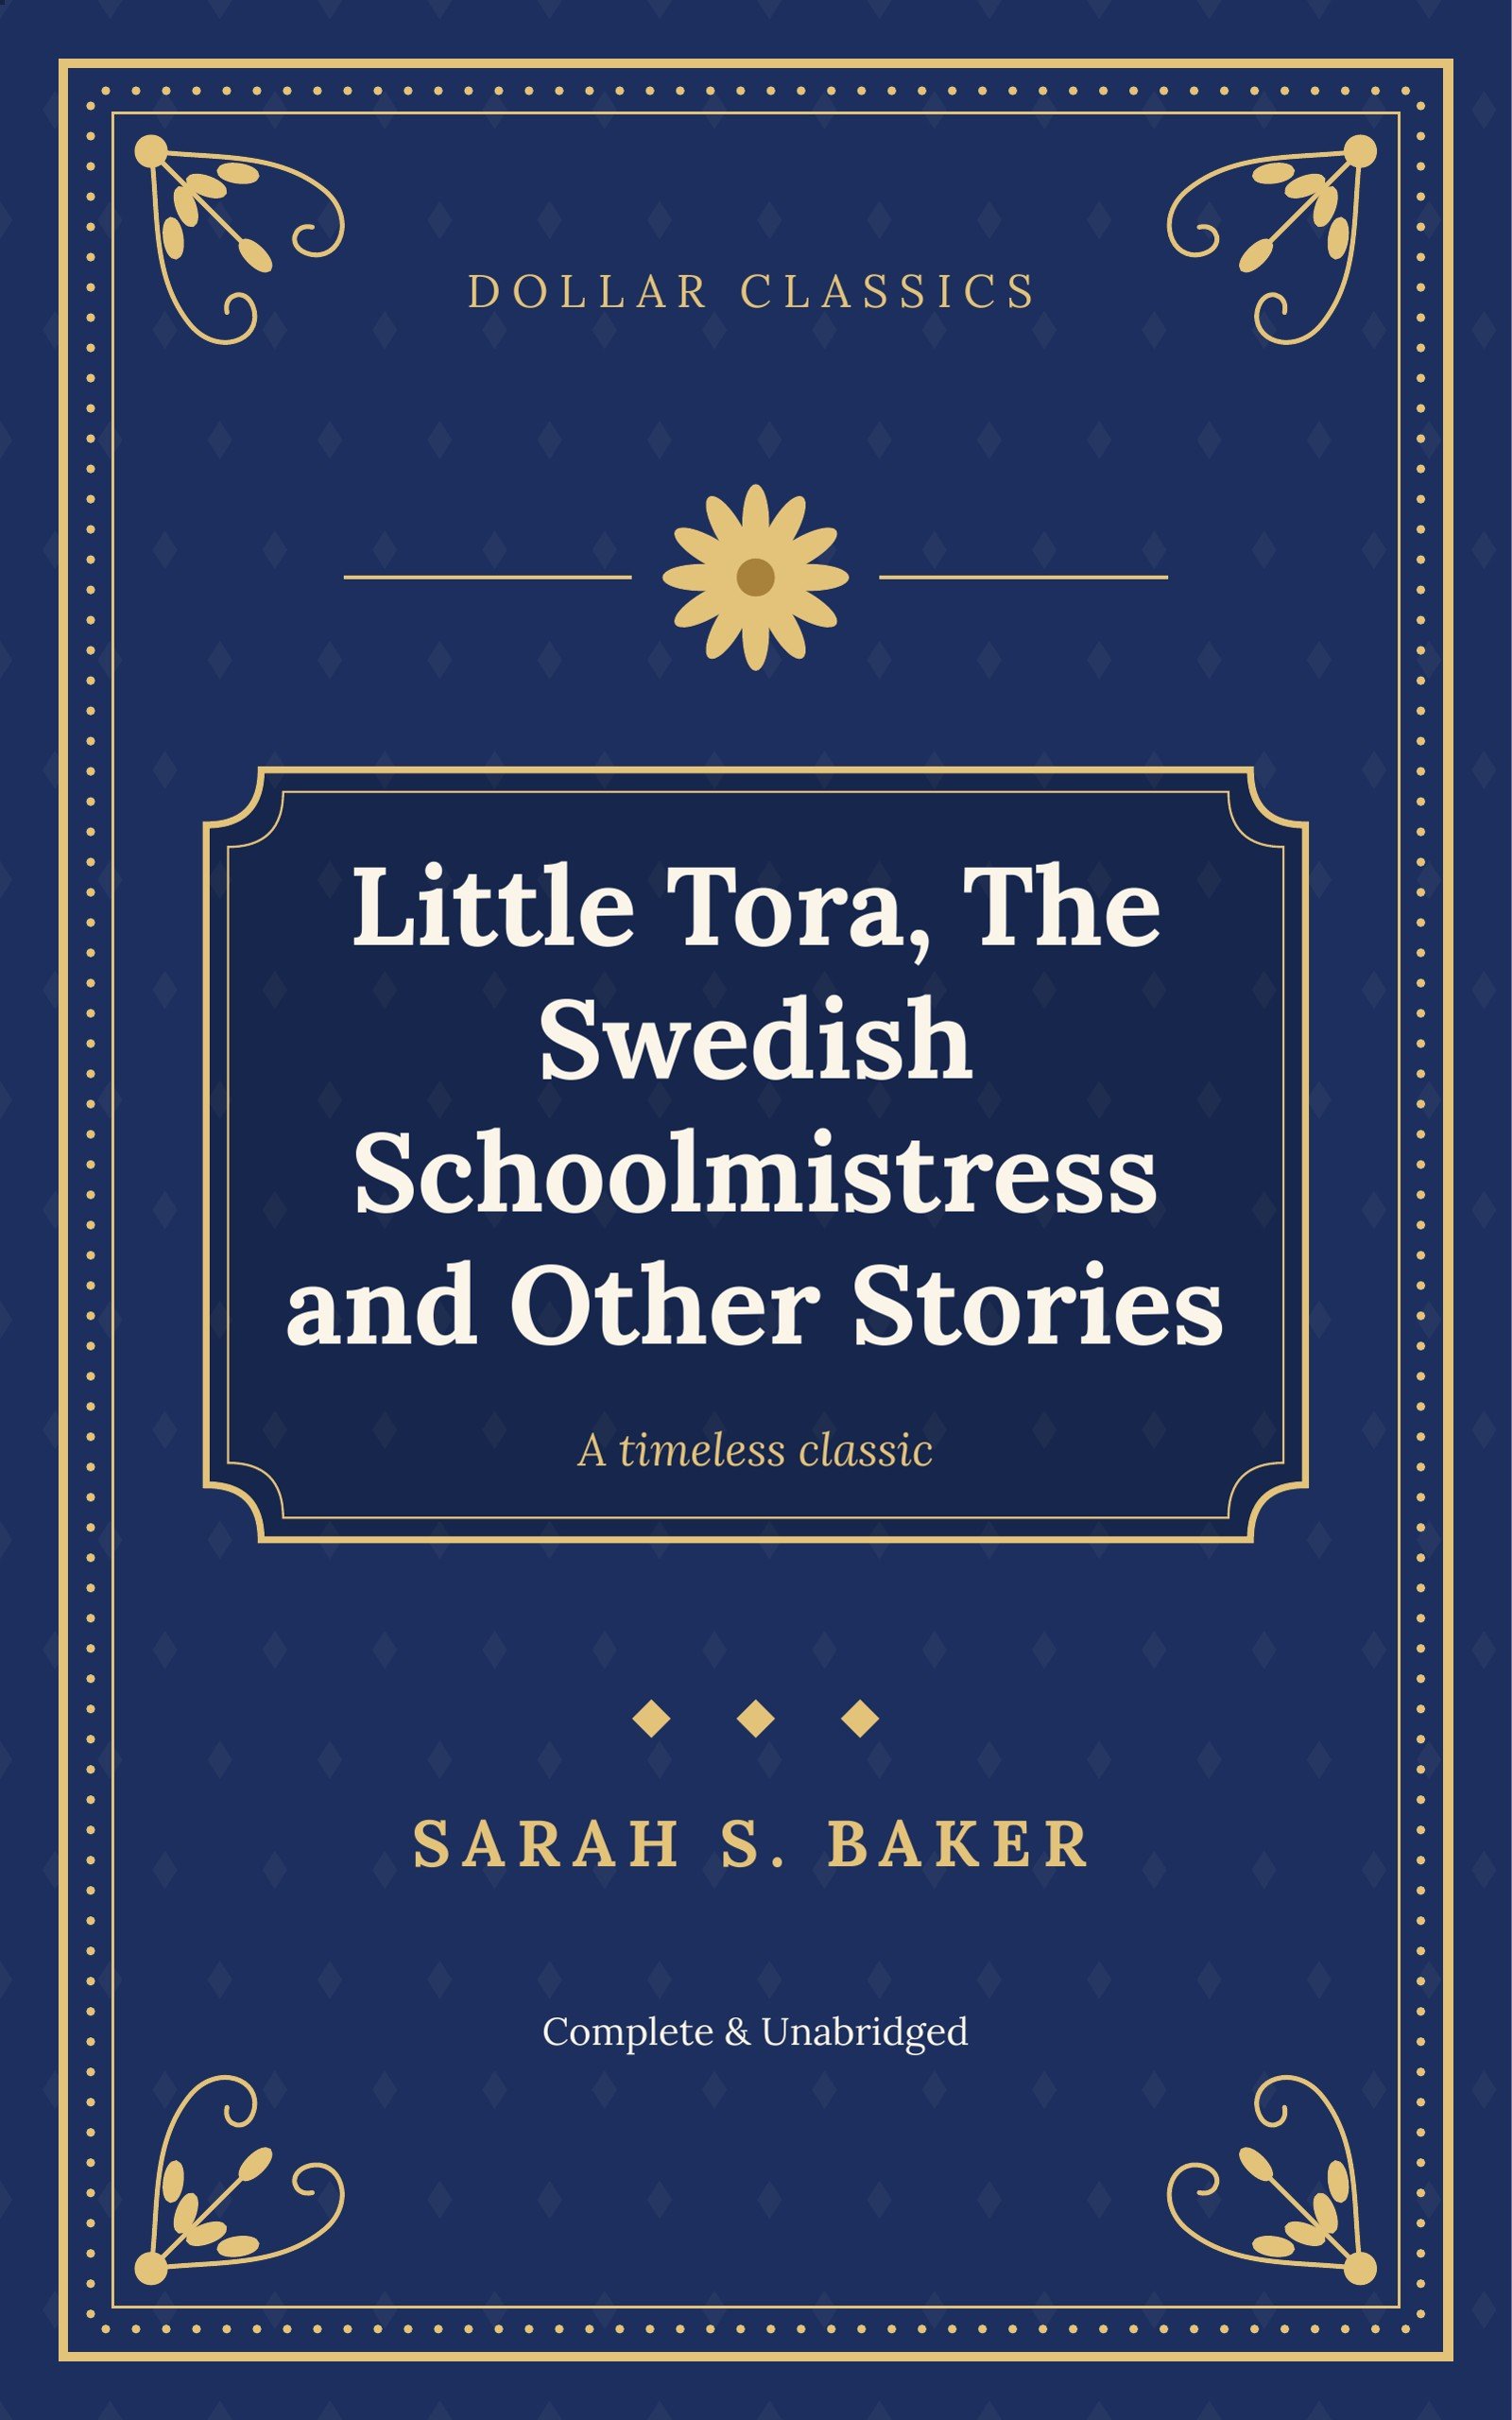 DOLLAR CLASSICS
Little Tora, The
Swedish
Schoolmistress
and Other Stories
A timeless classic
SARAH S. BAKER
Complete & Unabridged